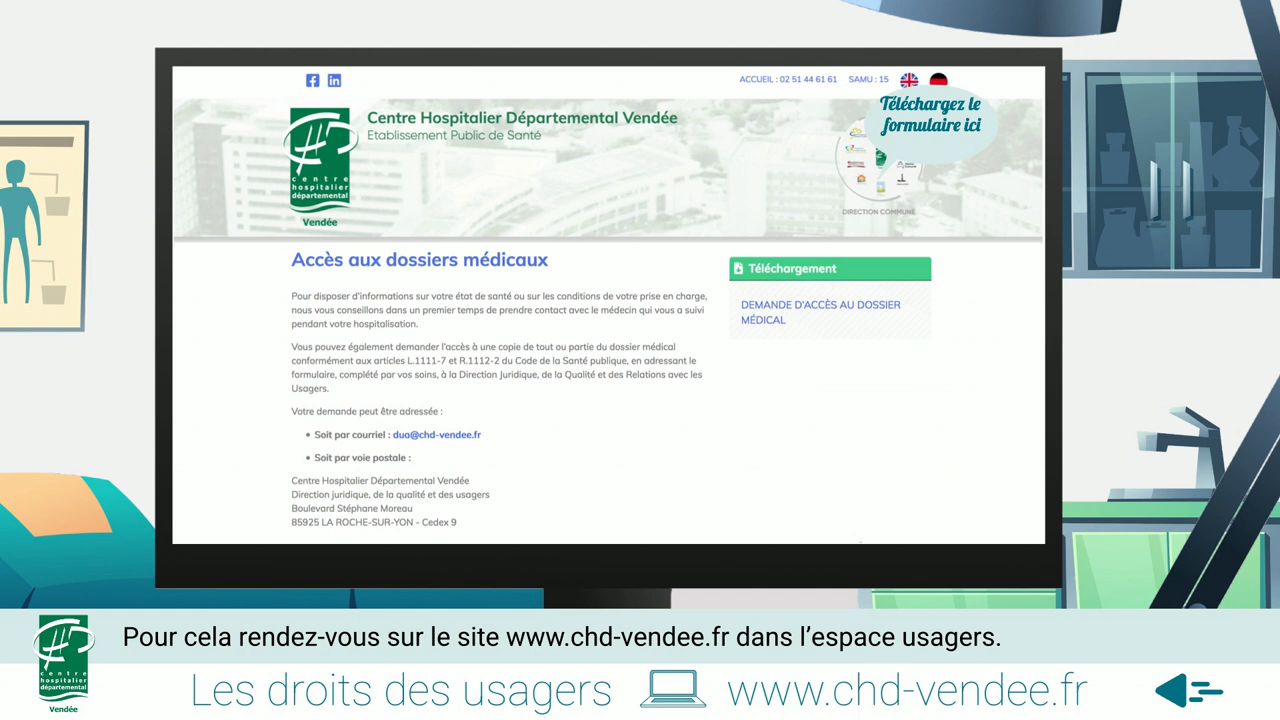 ACCUEIL : 02 51 44 61 61 SAMU : 15
Téléchargez le
formulaire ici
Centre Hospitalier Départemental Vendée
Etablissement Public de Santé
centre
hospitalier
départemental
Vendée
DIRECTION COMMUNE
Accès aux dossiers médicaux
Pour disposer d'informations sur votre état de santé ou sur les conditions de votre prise en charge,
nous vous conseillons dans un premier temps de prendre contact avec le médecin qui vous a suivi
pendant votre hospitalisation.
Vous pouvez également demander l'accès à une copie de tout ou partie du dossier médical
conformément aux articles L.1111-7 et R.1112-2 du Code de la Santé publique, en adressant le
formulaire, complété par vos soins, à la Direction Juridique, de la Qualité et des Relations avec les
Usagers.
Votre demande peut être adressée :
• Soit par courriel : dua@chd-vendee.fr
• Soit par voie postale :
Centre Hospitalier Départemental Vendée
Direction juridique, de la qualité et des usagers
Boulevard Stéphane Moreau
85925 LA ROCHE-SUR-YON - Cedex 9
Téléchargement
DEMANDE D'ACCÈS AU DOSSIER
MÉDICAL
Pour cela rendez-vous sur le site www.chd-vendee.fr dans l'espace usagers.
centre
hospitalier
départemental
Vendée
Les droits des usagers www.chd-vendee.fr